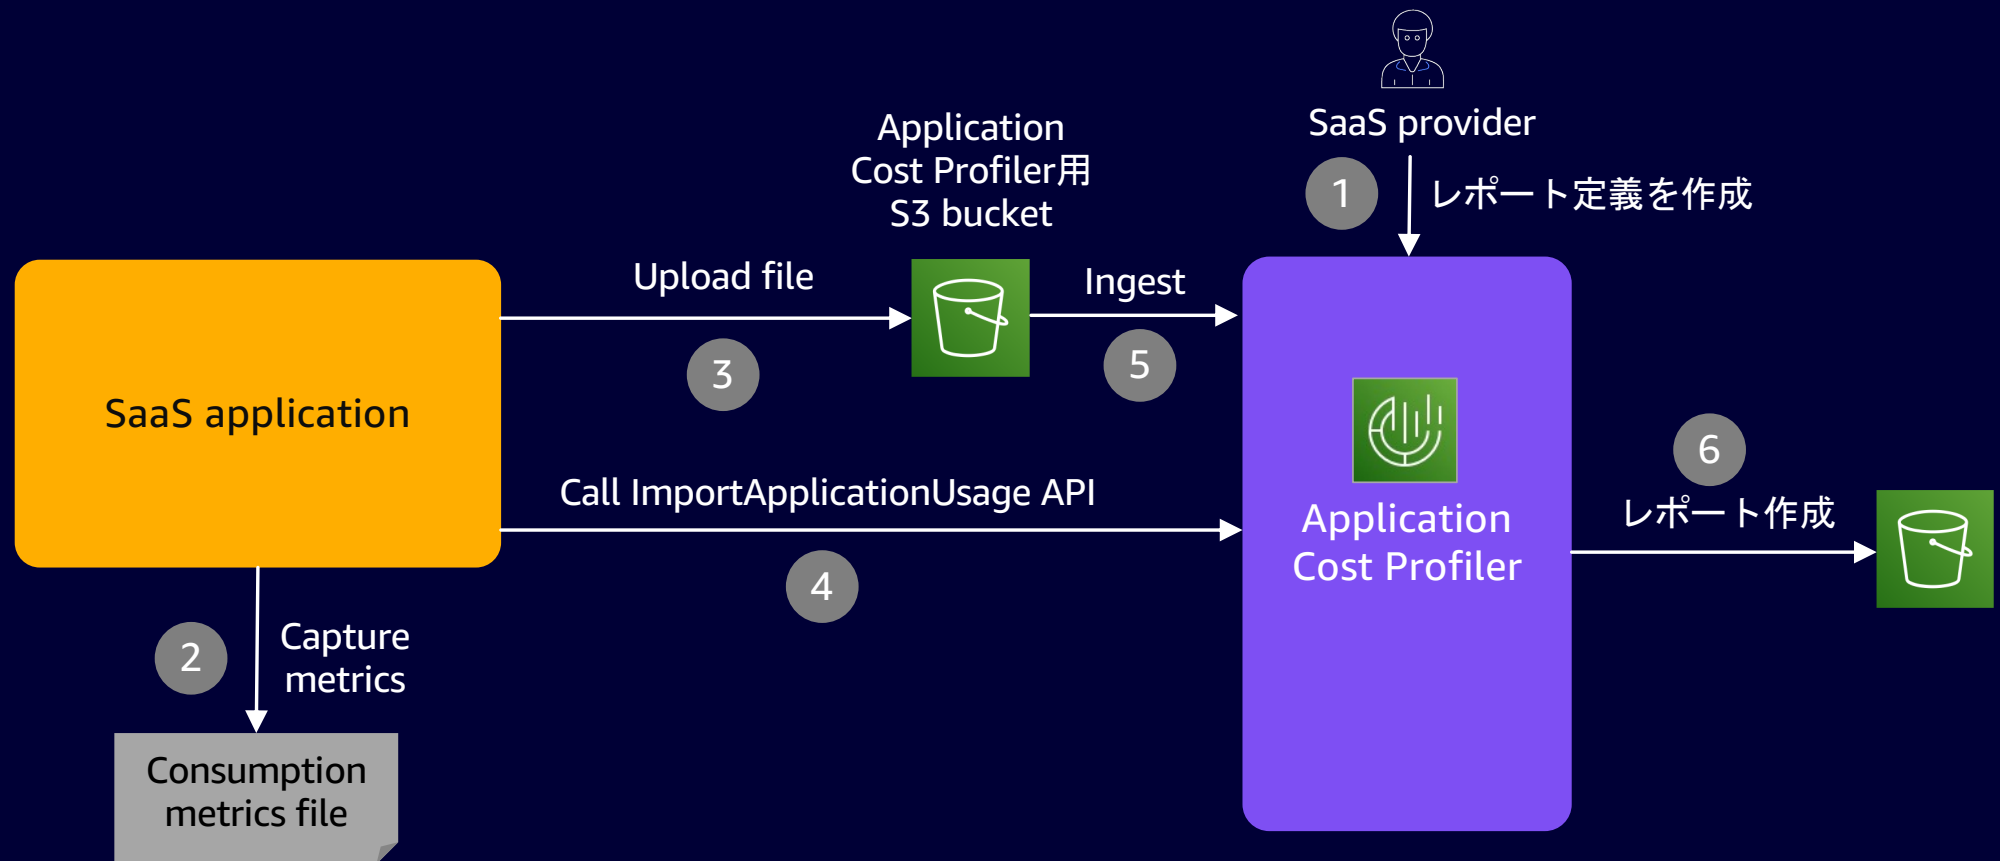 SaaS provider
1
レポート定義を作成
Application
Cost Profiler用
S3 bucket
Upload file
3
Ingest
5
SaaS application
Call ImportApplicationUsage API
4
Application
Cost Profiler
6
レポート作成
2
Capture
metrics
Consumption
metrics file